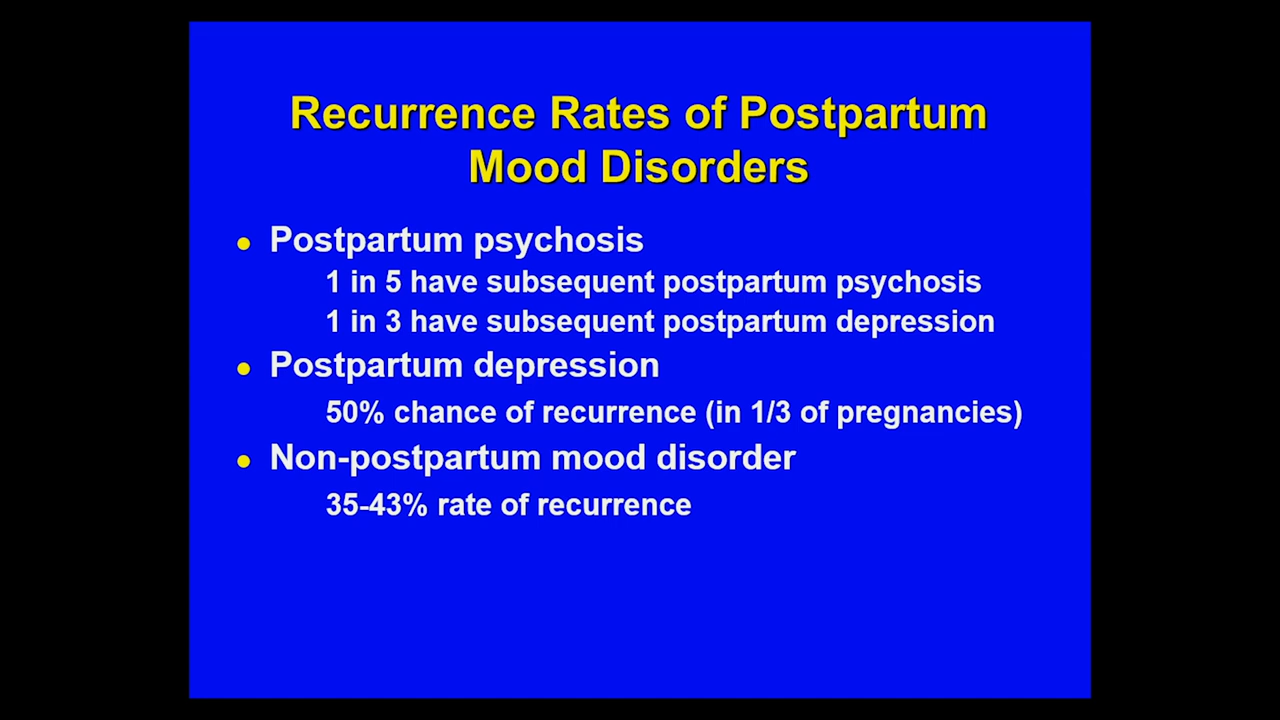 Recurrence Rates of Postpartum
Mood Disorders
• Postpartum psychosis
1 in 5 have subsequent postpartum psychosis
1 in 3 have subsequent postpartum depression
• Postpartum depression
50% chance of recurrence (in 1/3 of pregnancies)
• Non-postpartum mood disorder
35-43% rate of recurrence